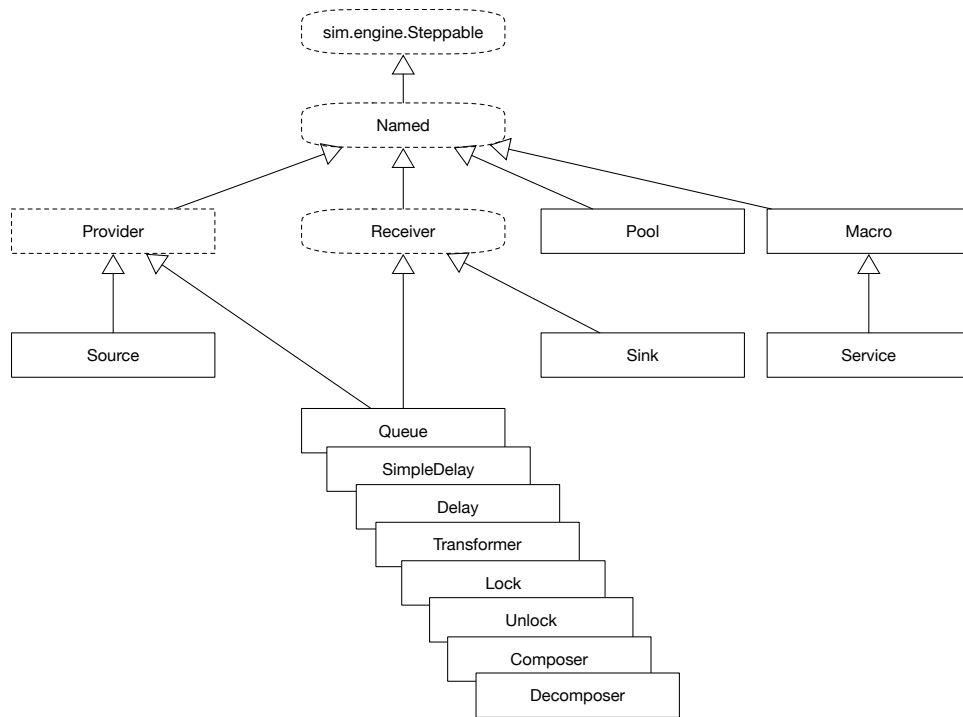 sim.engine.Steppable
Named
Provider
Receiver
Pool
Macro
Source
Sink
Service
Queue
SimpleDelay
Delay
Transformer
Lock
Unlock
Composer
Decomposer